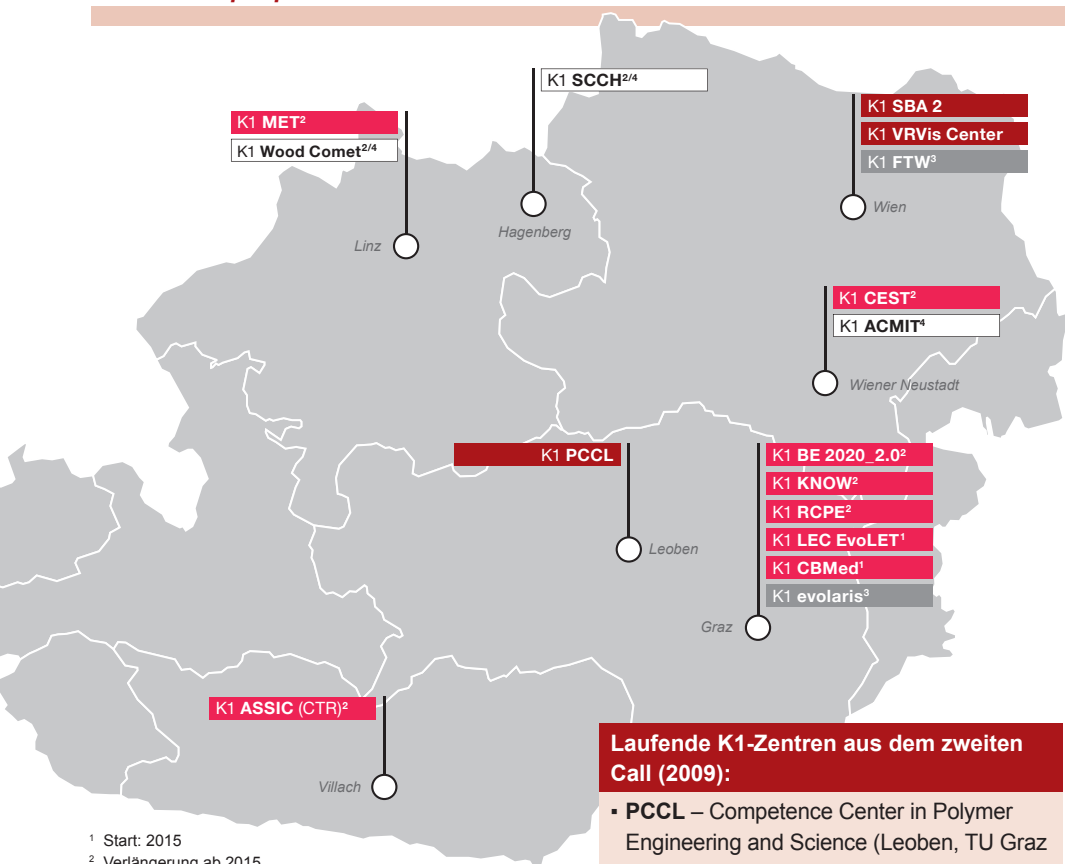 K1 SCCH²/⁴
K1 MET²
K1 Wood Comet²/⁴
K1 SBA 2
K1 VRVis Center
K1 FTW³
Wien
Hagenberg
Linz
K1 CEST²
K1 ACMIT⁴
Wiener Neustadt
K1 PCCL
K1 BE 2020_2.0²
K1 KNOW²
K1 RCPE²
K1 LEC EvoLET¹
K1 CBMed¹
K1 evolaris³
Leoben
Graz
K1 ASSIC (CTR)²
Villach
Laufende K1-Zentren aus dem zweiten
Call (2009):
▪ PCCL – Competence Center in Polymer
Engineering and Science (Leoben, TU Graz
¹ Start: 2015
² Verlängerung ab 2015